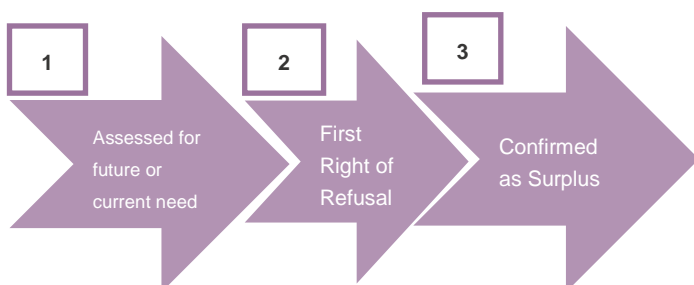 1
Assessed for
future or
current need
2
First
Right of
Refusal
3
Confirmed
as Surplus